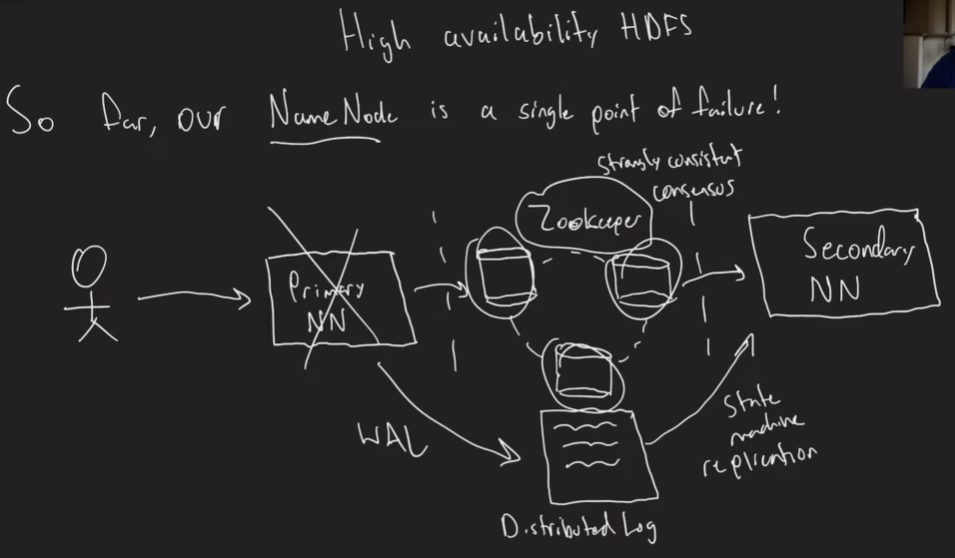 High availability HDFS
So far, our NameNode is a single point of failure!
Strongly consistent
consensus
Zookeeper
Primary
NN
Secondary
NN
WAL
State
machine
replication
Distributed Log